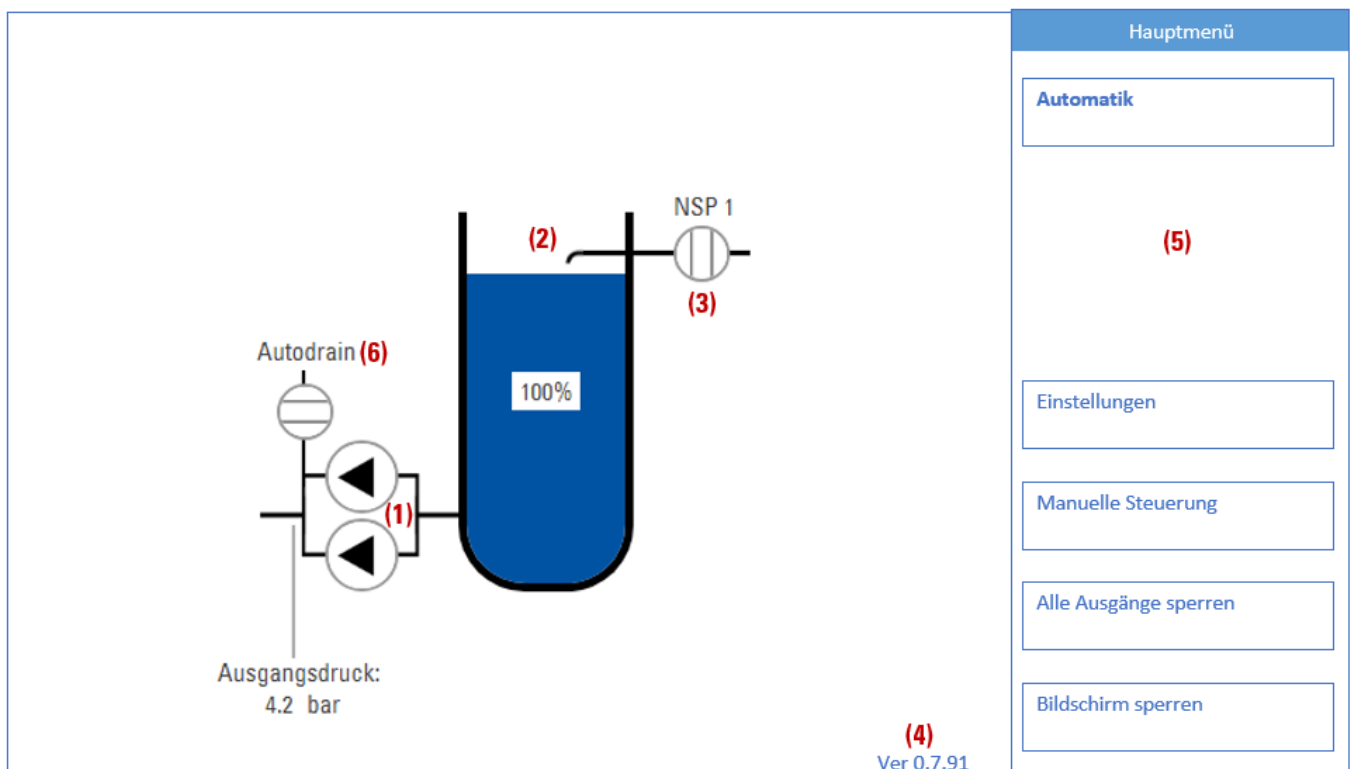 Hauptmenü
Automatik
NSP 1
(2)
(5)
(3)
Autodrain (6)
100%
Einstellungen
(1)
Manuelle Steuerung
Alle Ausgänge sperren
Ausgangsdruck:
4.2 bar
Bildschirm sperren
(4)
Ver 0.7.91